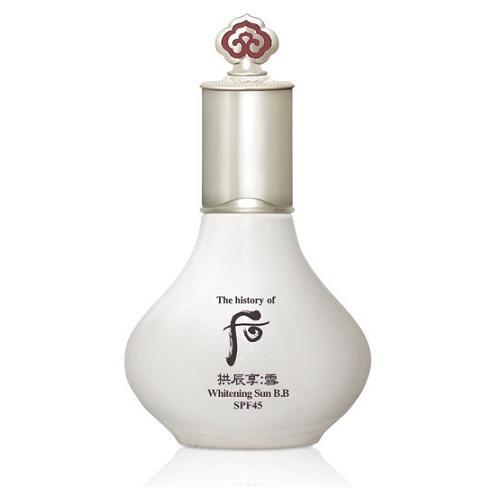 The history of
后
拱辰享:雪
Whitening Sun B.B
SPF45